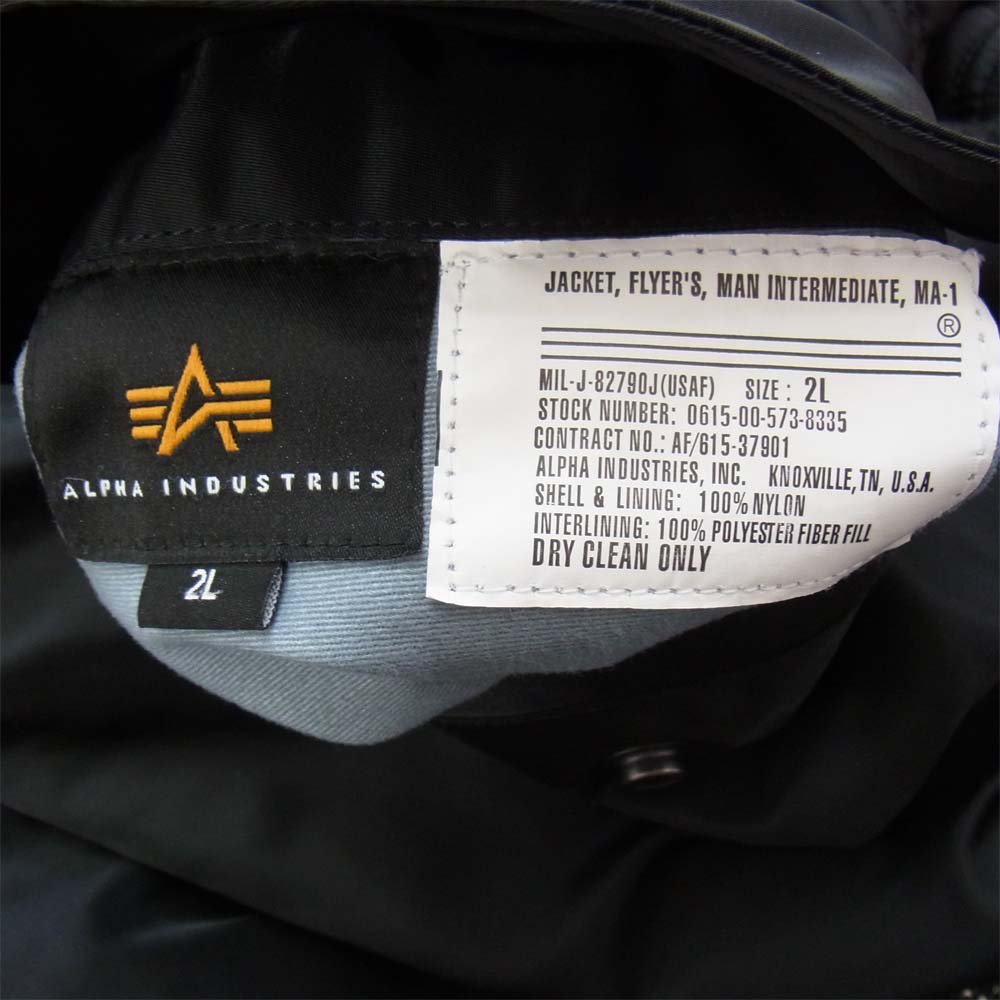 ALPHA INDUSTRIES
2L
JACKET, FLYER'S, MAN INTERMEDIATE, MA-1
®
MIL-J-82790J(USAF) SIZE : 2L
STOCK NUMBER: 0615-00-573-8335
CONTRACT NO.: AF/615-37901
ALPHA INDUSTRIES, INC. KNOXVILLE,TN, U.S.A.
SHELL & LINING: 100%NYLON
INTERLINING: 100% POLYESTER FIBER FILL
DRY CLEAN ONLY